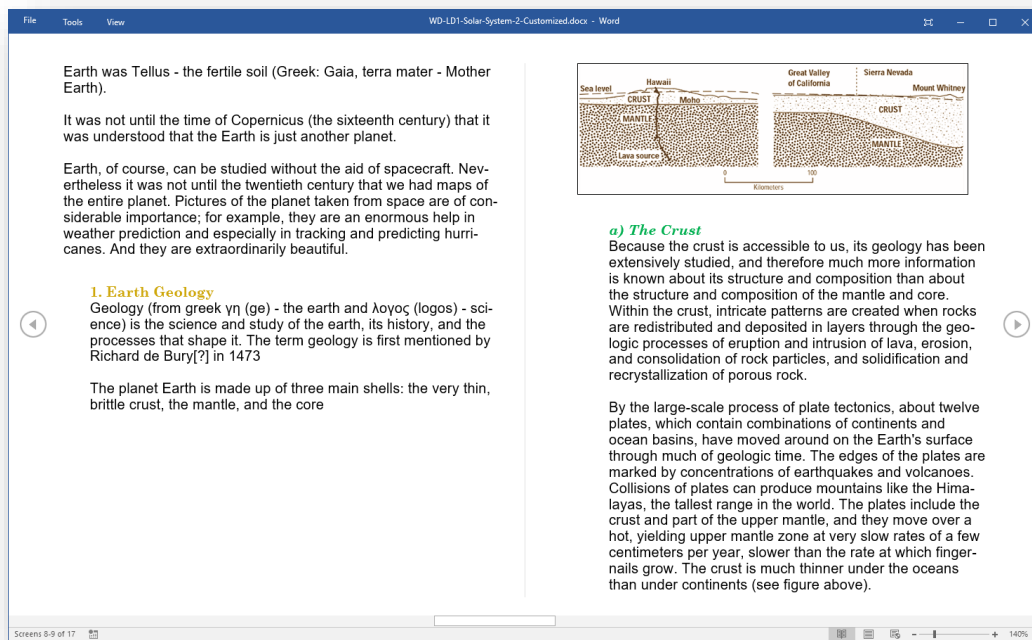 File Tools View WD-LD1-Solar-System-2-Customized.docx - Word
Earth was Tellus - the fertile soil (Greek: Gaia, terra mater - Mother
Earth).
It was not until the time of Copernicus (the sixteenth century) that it
was understood that the Earth is just another planet.
Earth, of course, can be studied without the aid of spacecraft. Nev-
ertheless it was not until the twentieth century that we had maps of
the entire planet. Pictures of the planet taken from space are of con-
siderable importance; for example, they are an enormous help in
weather prediction and especially in tracking and predicting hurri-
canes. And they are extraordinarily beautiful.
1. Earth Geology
Geology (from greek γη (ge) - the earth and λογος (logos) - sci-
ence) is the science and study of the earth, its history, and the
processes that shape it. The term geology is first mentioned by
Richard de Bury[?] in 1473
The planet Earth is made up of three main shells: the very thin,
brittle crust, the mantle, and the core
Sea level
Hawaii
CRUST
Moho
MANTLE
Lava source
Great Valley
of California
Sierra Nevada
Mount Whitney
CRUST
MANTLE
0 100
Kilometers
a) The Crust
Because the crust is accessible to us, its geology has been
extensively studied, and therefore much more information
is known about its structure and composition than about
the structure and composition of the mantle and core.
Within the crust, intricate patterns are created when rocks
are redistributed and deposited in layers through the geo-
logic processes of eruption and intrusion of lava, erosion,
and consolidation of rock particles, and solidification and
recrystallization of porous rock.
By the large-scale process of plate tectonics, about twelve
plates, which contain combinations of continents and
ocean basins, have moved around on the Earth's surface
through much of geologic time. The edges of the plates are
marked by concentrations of earthquakes and volcanoes.
Collisions of plates can produce mountains like the Hima-
layas, the tallest range in the world. The plates include the
crust and part of the upper mantle, and they move over a
hot, yielding upper mantle zone at very slow rates of a few
centimeters per year, slower than the rate at which finger-
nails grow. The crust is much thinner under the oceans
than under continents (see figure above).
Screens 8-9 of 17
140%